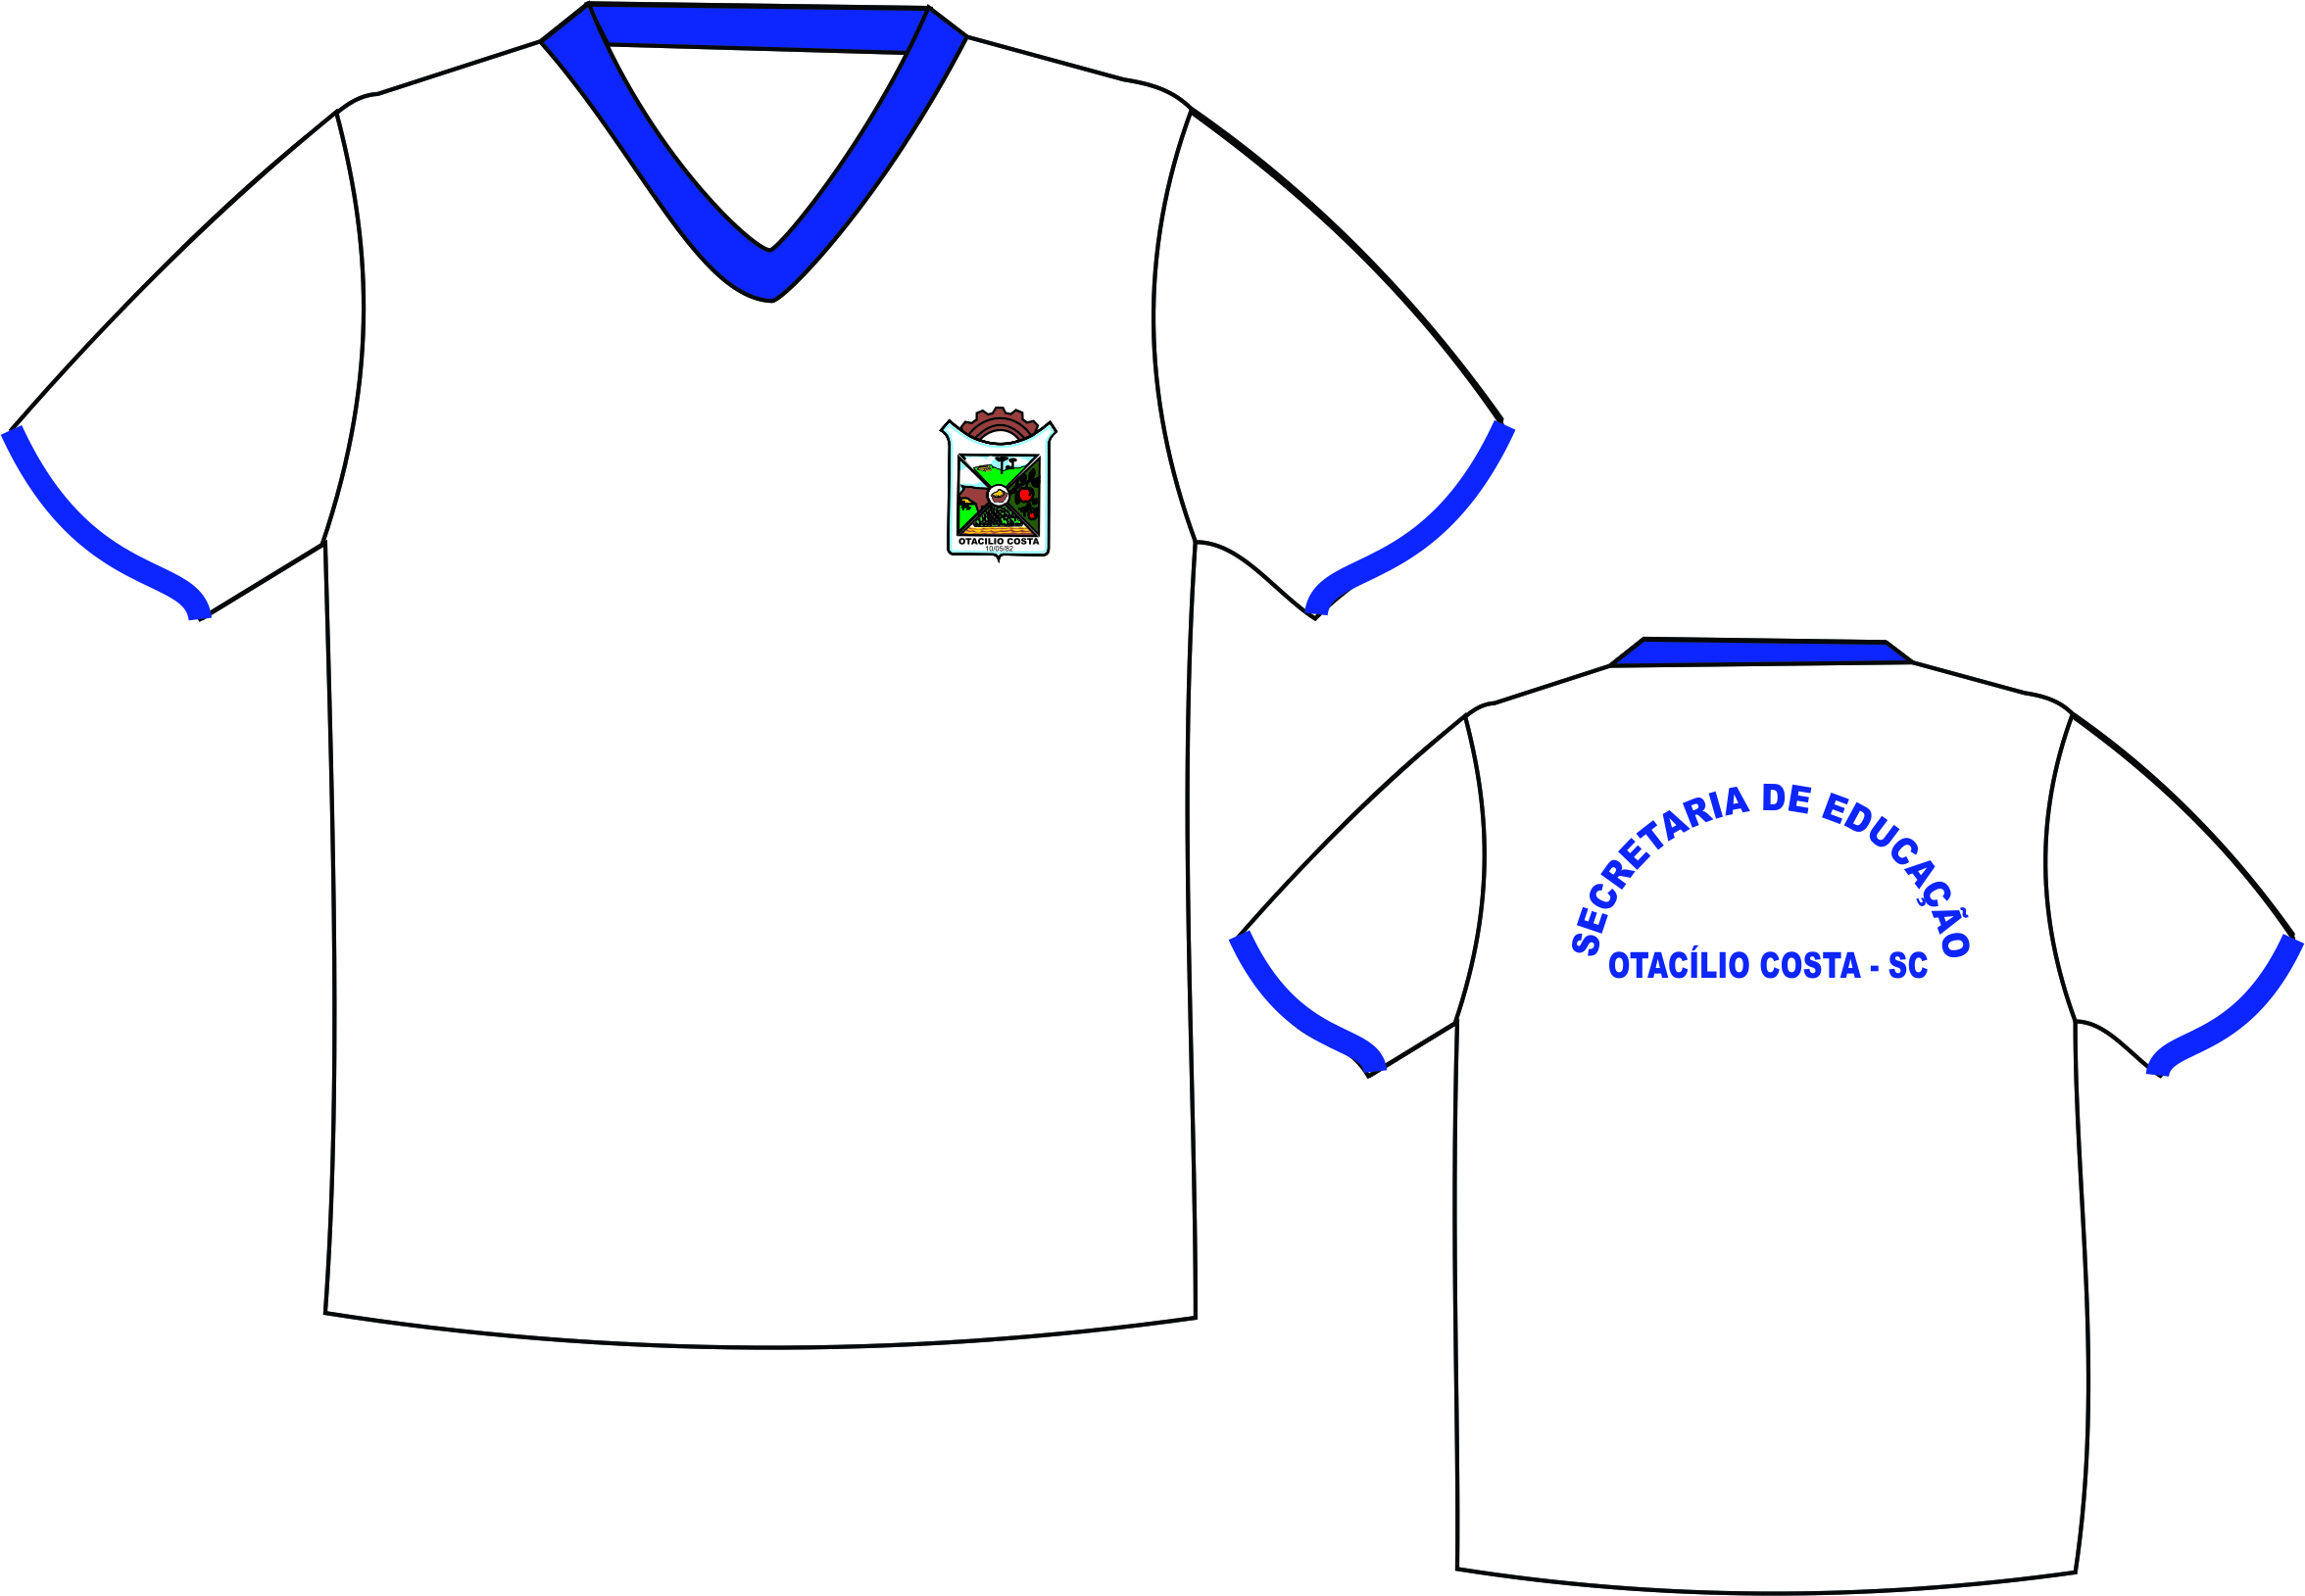 OTACILIO COSTA
10/05/82
SECRETARIA DE EDUCAÇÃO
OTACÍLIO COSTA - SC